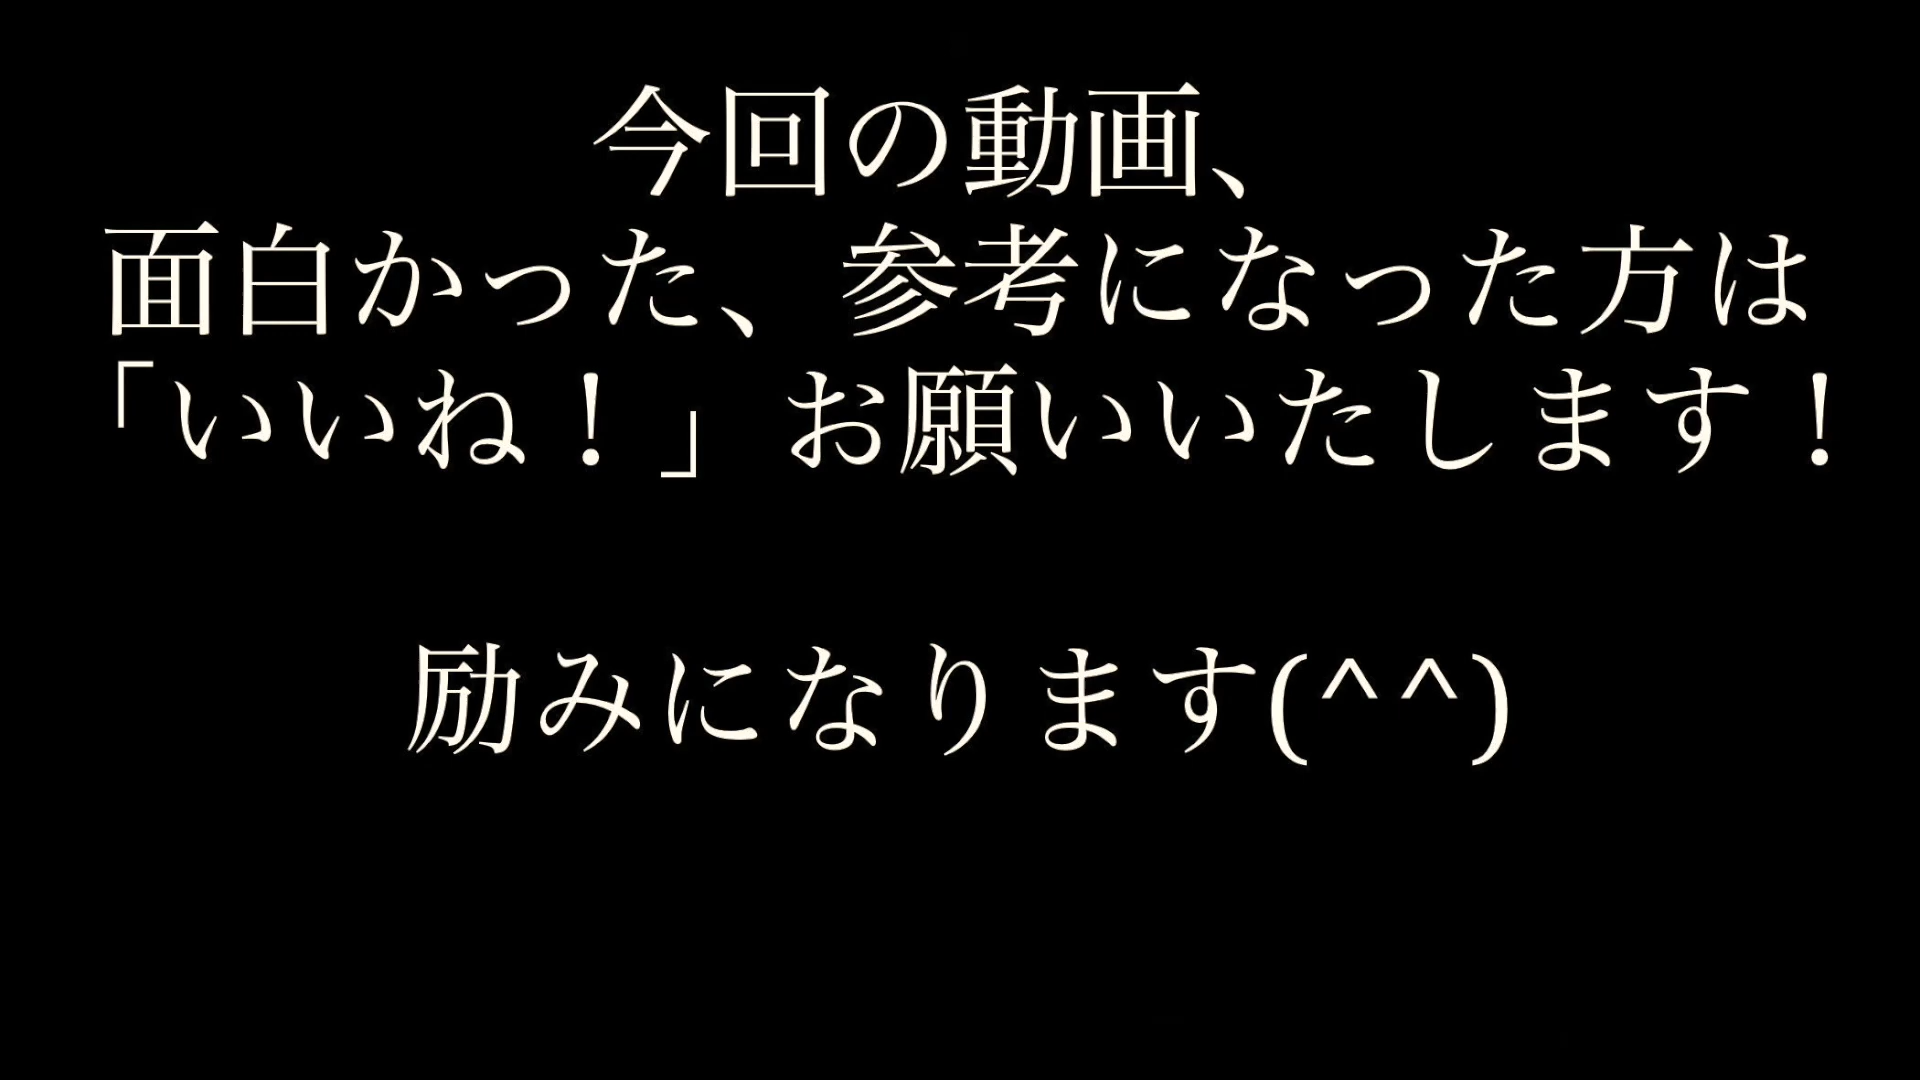 今回の動画、
面白かった、参考になった方は
「いいね！」お願いいたします！
励みになります(^^)